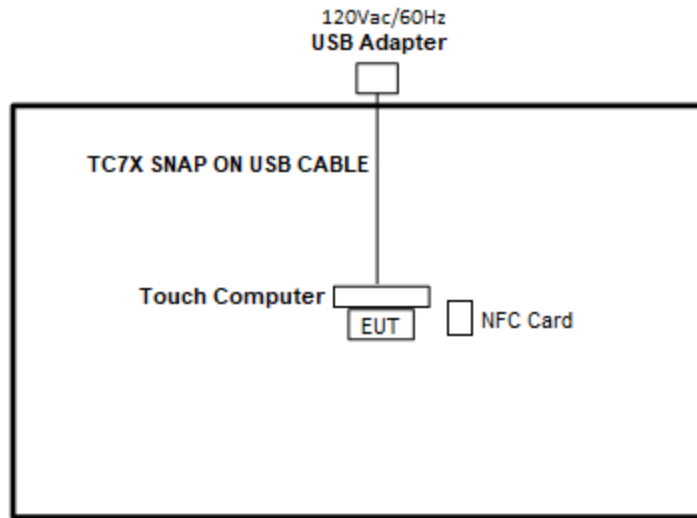 120Vac/60Hz
USB Adapter
TC7X SNAP ON USB CABLE
Touch Computer
EUT
NFC Card